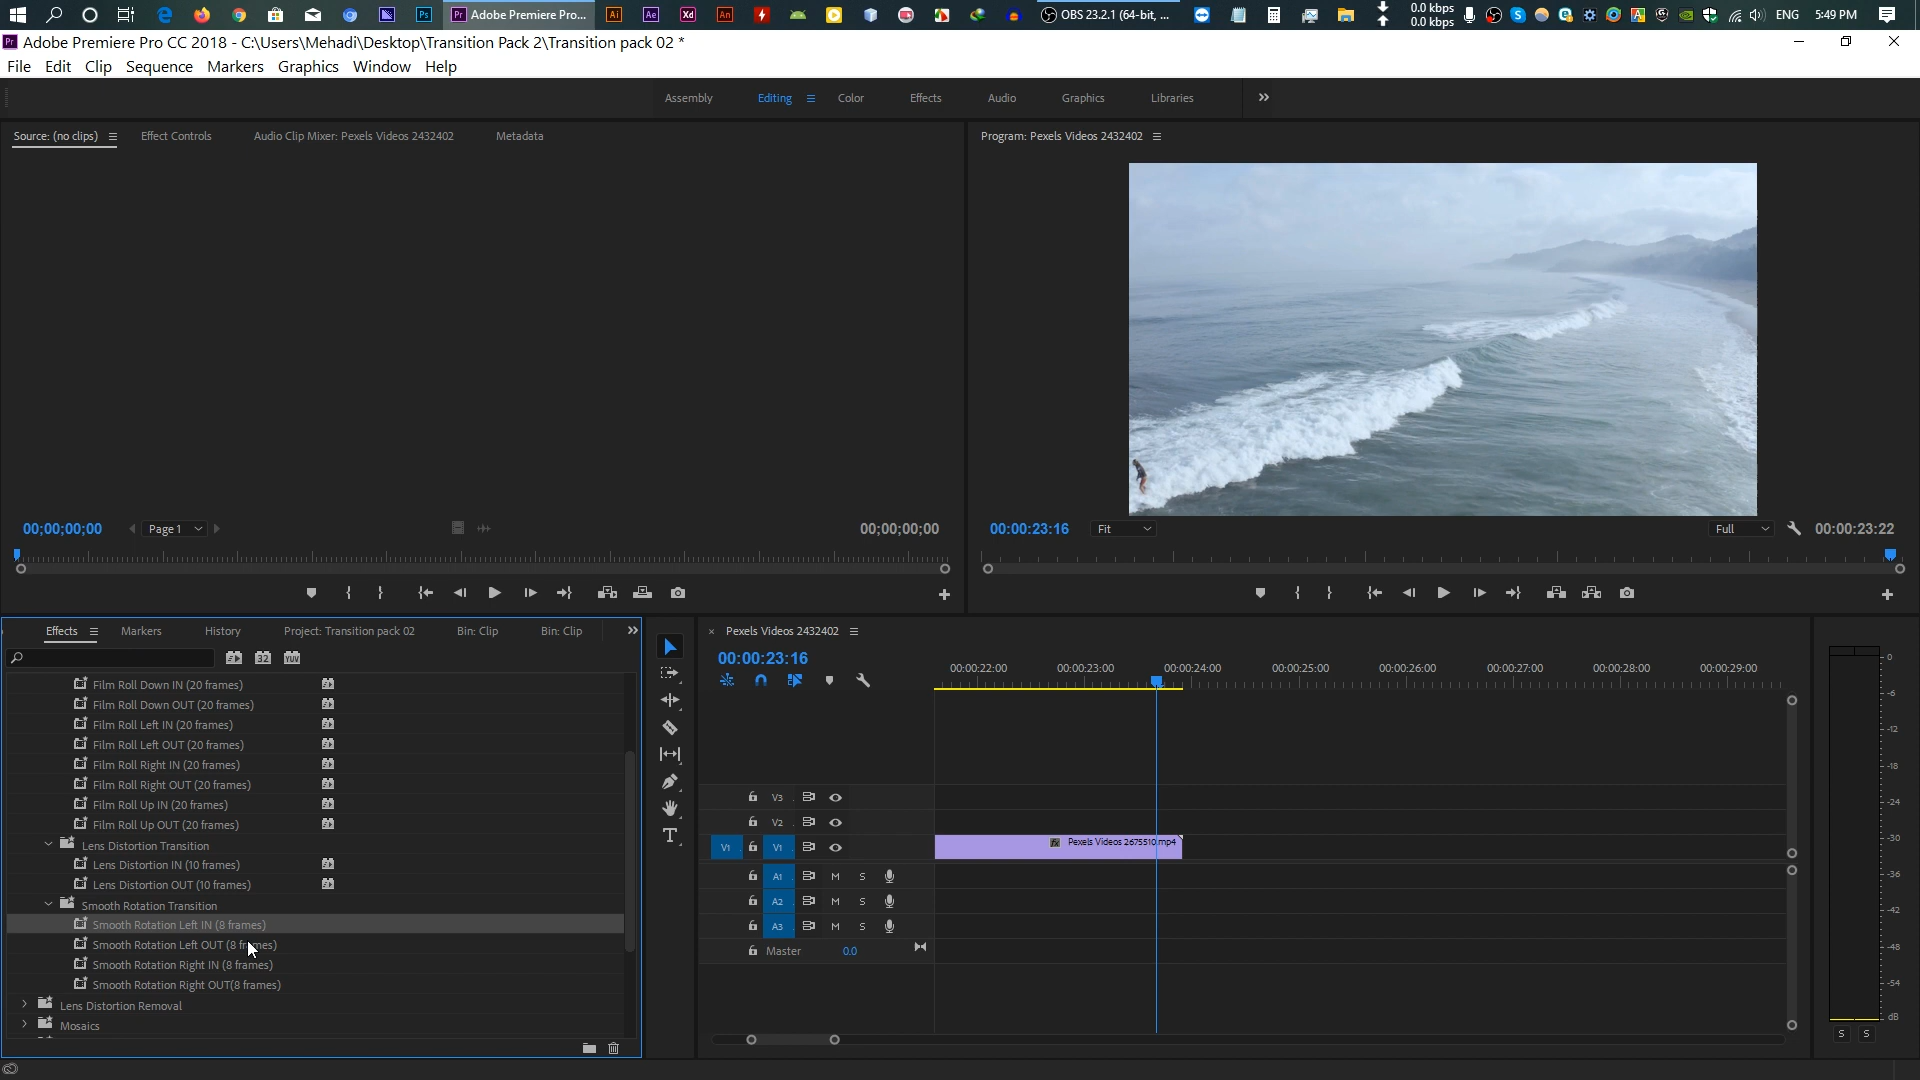 Pr Adobe Premiere Pro... Ps Ai Ae Xd An OBS 23.2.1 (64-bit, ... 0.0 kbps ENG 5:49 PM
0.0 kbps
Pr Adobe Premiere Pro CC 2018 - C:\Users\Mehadi\Desktop\Transition Pack 2\Transition pack 02 *
File Edit Clip Sequence Markers Graphics Window Help
Assembly Editing Color Effects Audio Graphics Libraries
Source: (no clips) Effect Controls Audio Clip Mixer: Pexels Videos 2432402 Metadata Program: Pexels Videos 2432402
00;00;00;00 Page 1 00;00;00;00 00:00:23:16 Fit Full 00:00:23:22
Effects Markers History Project: Transition pack 02 Bin: Clip Bin: Clip × Pexels Videos 2432402
32 YUV 00:00:23:16
00:00:22:00 00:00:23:00 00:00:24:00 00:00:25:00 00:00:26:00 00:00:27:00 00:00:28:00 00:00:29:00
Film Roll Down IN (20 frames)
Film Roll Down OUT (20 frames)
Film Roll Left IN (20 frames)
Film Roll Left OUT (20 frames)
Film Roll Right IN (20 frames)
Film Roll Right OUT (20 frames)
Film Roll Up IN (20 frames)
Film Roll Up OUT (20 frames)
Lens Distortion Transition
Lens Distortion IN (10 frames)
Lens Distortion OUT (10 frames)
Smooth Rotation Transition
Smooth Rotation Left IN (8 frames)
Smooth Rotation Left OUT (8 frames)
Smooth Rotation Right IN (8 frames)
Smooth Rotation Right OUT(8 frames)
Lens Distortion Removal
Mosaics
T
V3
V2
V1 V1 fx Pexels Videos 2675510.mp4
A1 M S
A2 M S
A3 M S
Master 0.0
0
-6
-12
-18
-24
-30
-36
-42
-48
-54
dB
S S